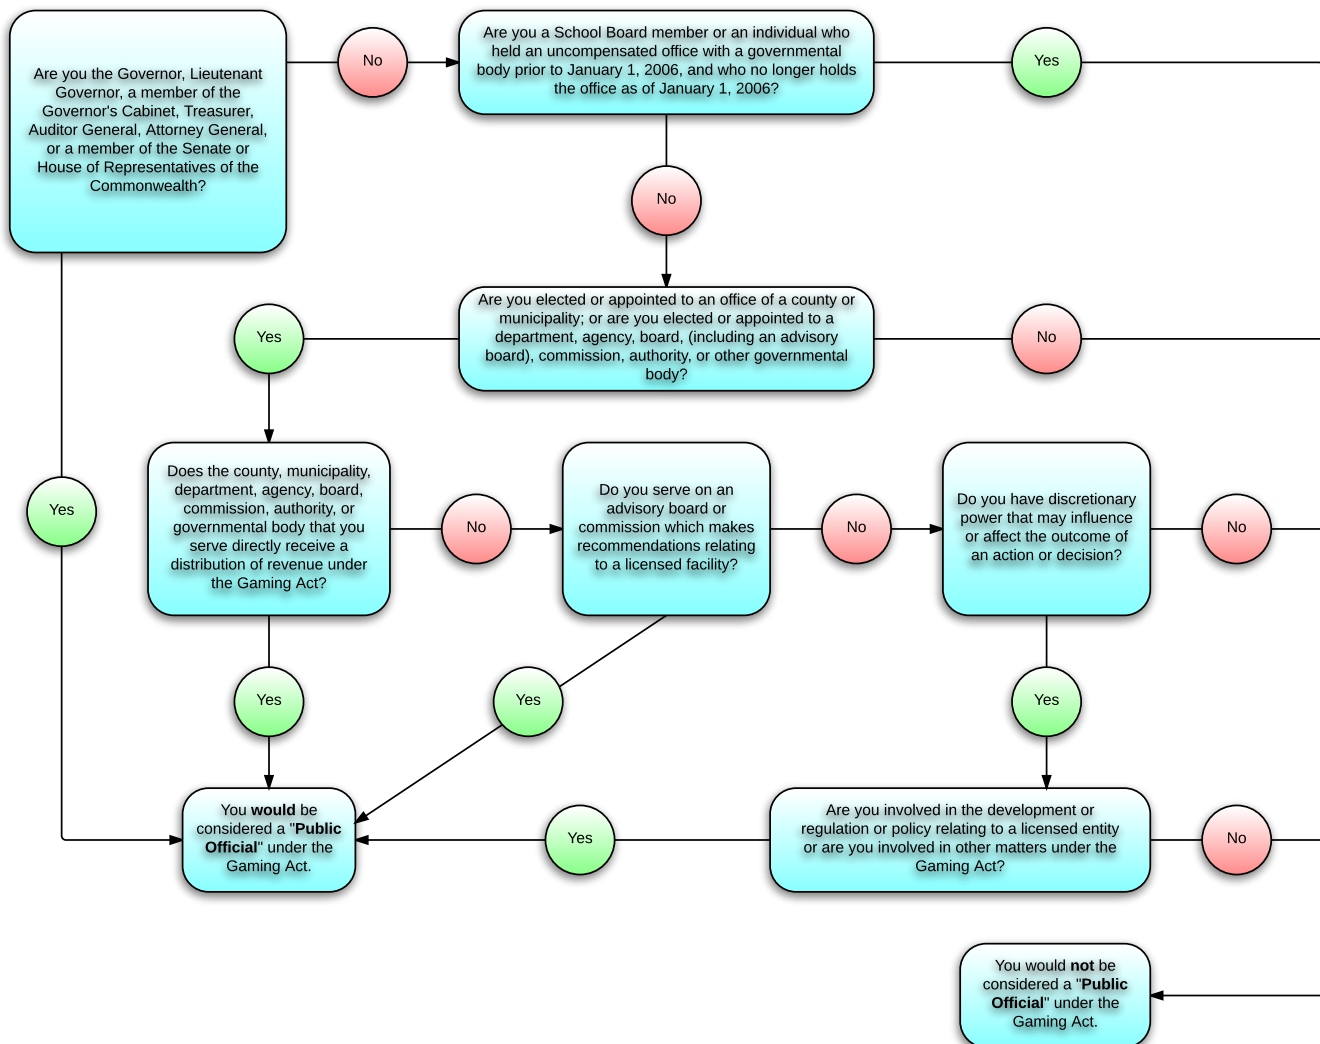 Are you the Governor, Lieutenant
Governor, a member of the
Governor's Cabinet, Treasurer,
Auditor General, Attorney General,
or a member of the Senate or
House of Representatives of the
Commonwealth?
No
Are you a School Board member or an individual who
held an uncompensated office with a governmental
body prior to January 1, 2006, and who no longer holds
the office as of January 1, 2006?
Yes
No
Yes
Are you elected or appointed to an office of a county or
municipality; or are you elected or appointed to a
department, agency, board, (including an advisory
board), commission, authority, or other governmental
body?
No
Yes
Does the county, municipality,
department, agency, board,
commission, authority, or
governmental body that you
serve directly receive a
distribution of revenue under
the Gaming Act?
No
Do you serve on an
advisory board or
commission which makes
recommendations relating
to a licensed facility?
No
Do you have discretionary
power that may influence
or affect the outcome of
an action or decision?
No
Yes
Yes
Yes
You would be
considered a "Public
Official" under the
Gaming Act.
Yes
Are you involved in the development or
regulation or policy relating to a licensed entity
or are you involved in other matters under the
Gaming Act?
No
You would not be
considered a "Public
Official" under the
Gaming Act.